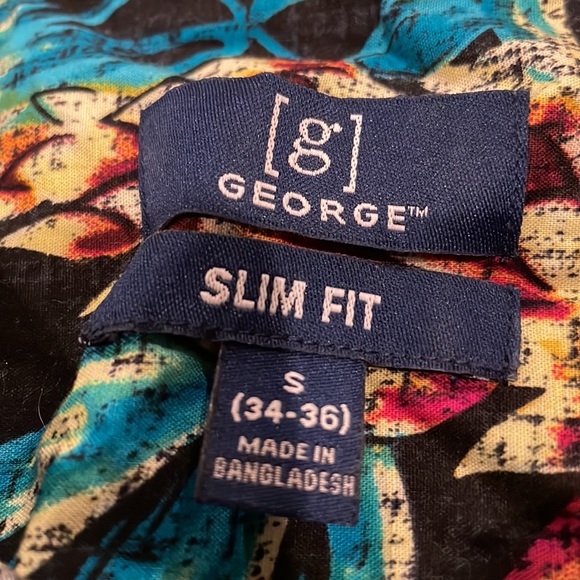 [g]
GEORGE™
SLIM FIT
S
(34-36)
MADE IN
BANGLADESH